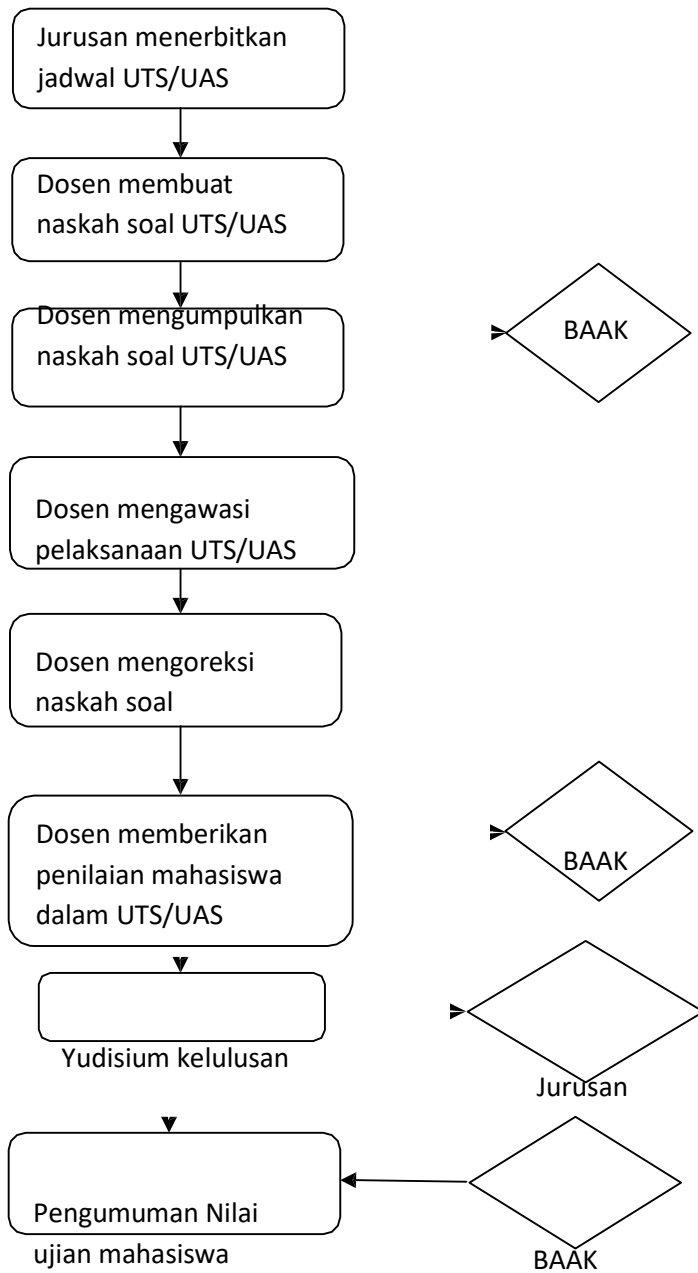 Jurusan menerbitkan
jadwal UTS/UAS
Dosen membuat
naskah soal UTS/UAS
Dosen mengumpulkan
naskah soal UTS/UAS
BAAK
Dosen mengawasi
pelaksanaan UTS/UAS
Dosen mengoreksi
naskah soal
Dosen memberikan
penilaian mahasiswa
dalam UTS/UAS
BAAK
Yudisium kelulusan
Jurusan
Pengumuman Nilai
ujian mahasiswa
BAAK